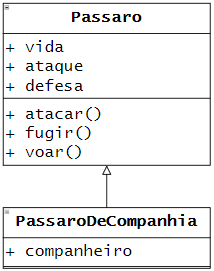 Passaro
+ vida
+ ataque
+ defesa
+ atacar()
+ fugir()
+ voar()
PassaroDeCompanhia
+ companheiro